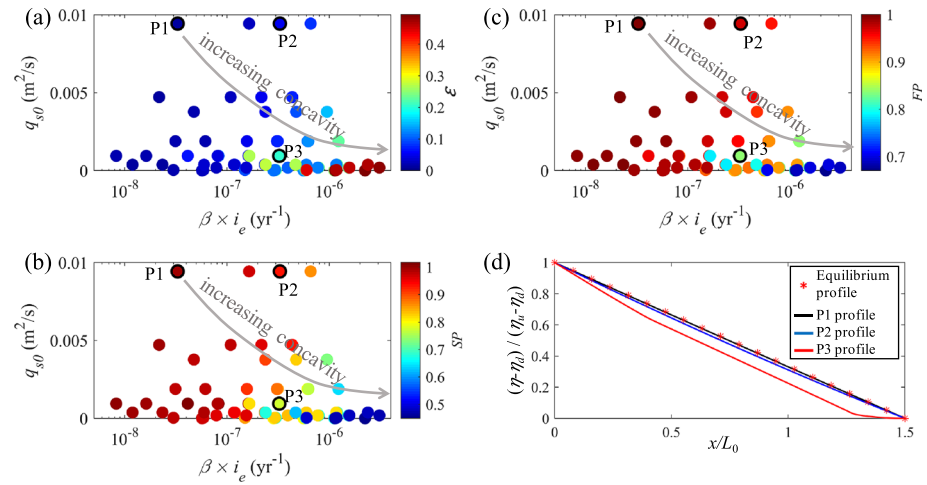 (a)
0.01
0.005
0
q_s0 (m²/s)
P1
P2
P3
increasing concavity
10⁻⁸
10⁻⁷
10⁻⁶
β × i_e (yr⁻¹)
0.4
0.3
0.2
0.1
0
ε
(c)
0.01
0.005
0
q_s0 (m²/s)
P1
P2
P3
increasing concavity
10⁻⁸
10⁻⁷
10⁻⁶
β × i_e (yr⁻¹)
1
0.9
0.8
0.7
FP
(b)
0.01
0.005
0
q_s0 (m²/s)
P1
P2
P3
increasing concavity
10⁻⁸
10⁻⁷
10⁻⁶
β × i_e (yr⁻¹)
1
0.9
0.8
0.7
0.6
0.5
SP
(d)
1
0.8
0.6
0.4
0.2
0
(η-η_d) / (η_u-η_d)
Equilibrium
profile
P1 profile
P2 profile
P3 profile
0
0.5
1
1.5
x/L₀